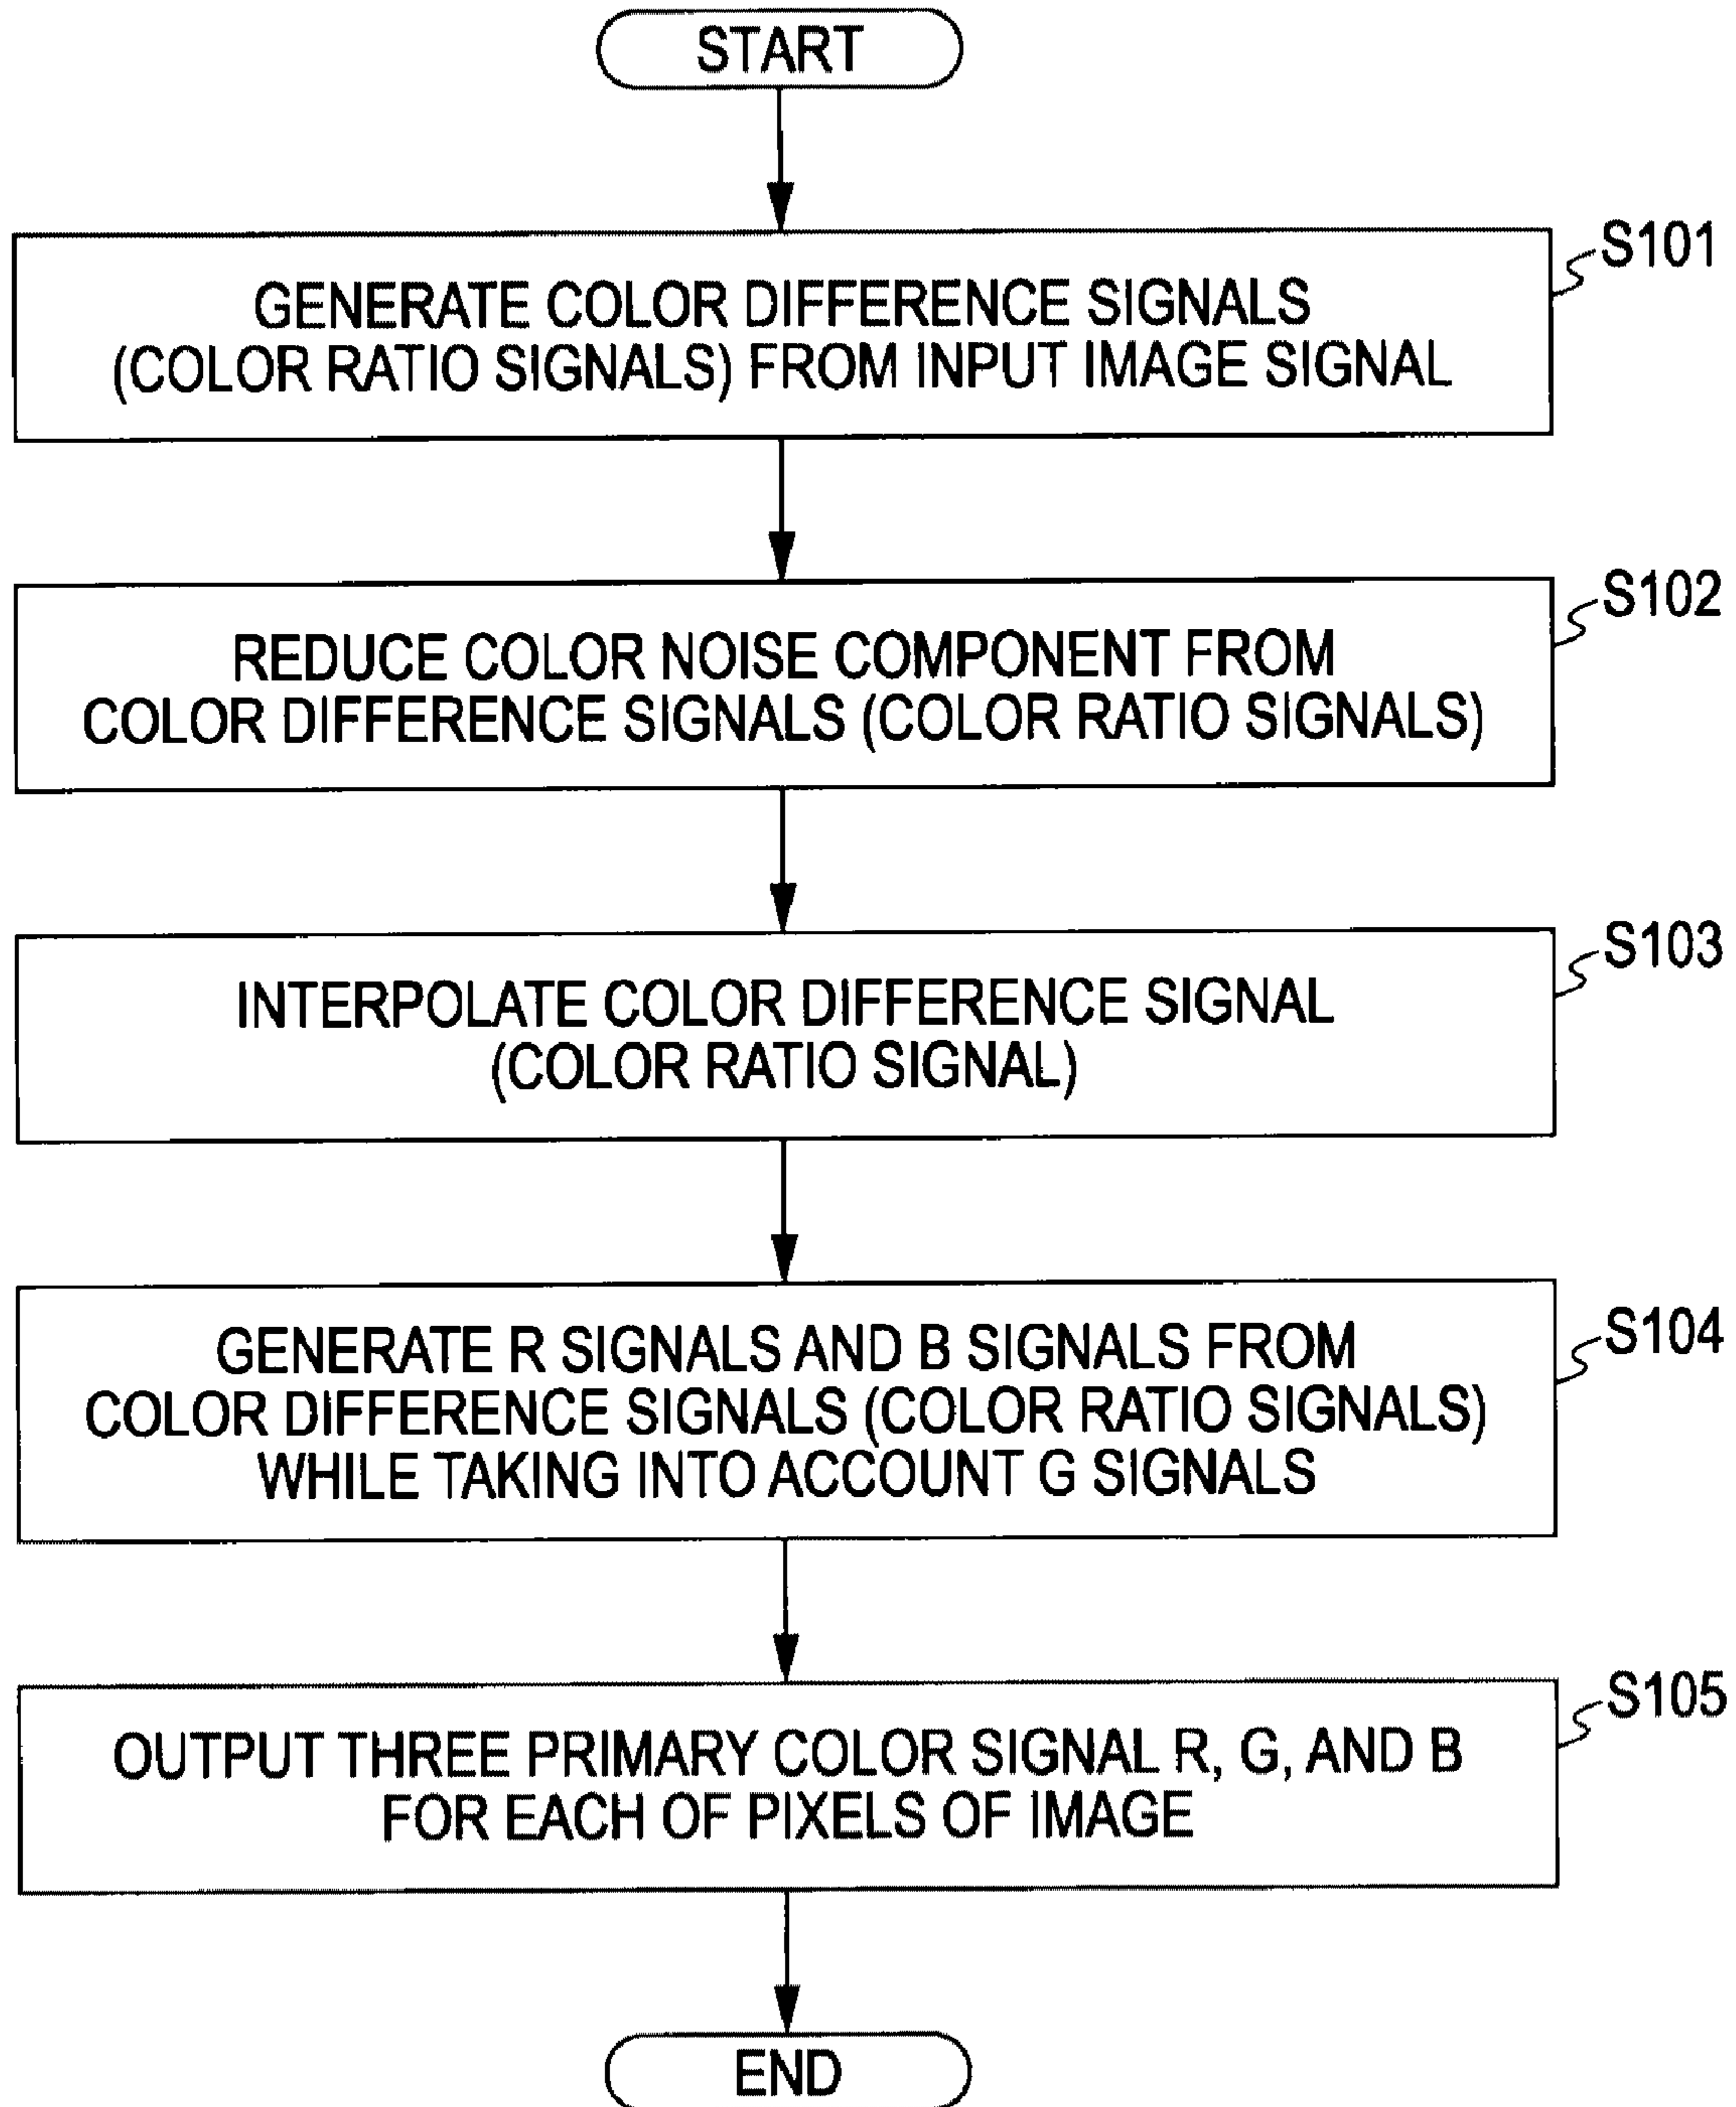 START
S101
GENERATE COLOR DIFFERENCE SIGNALS
(COLOR RATIO SIGNALS) FROM INPUT IMAGE SIGNAL
S102
REDUCE COLOR NOISE COMPONENT FROM
COLOR DIFFERENCE SIGNALS (COLOR RATIO SIGNALS)
S103
INTERPOLATE COLOR DIFFERENCE SIGNAL
(COLOR RATIO SIGNAL)
S104
GENERATE R SIGNALS AND B SIGNALS FROM
COLOR DIFFERENCE SIGNALS (COLOR RATIO SIGNALS)
WHILE TAKING INTO ACCOUNT G SIGNALS
S105
OUTPUT THREE PRIMARY COLOR SIGNAL R, G, AND B
FOR EACH OF PIXELS OF IMAGE
END